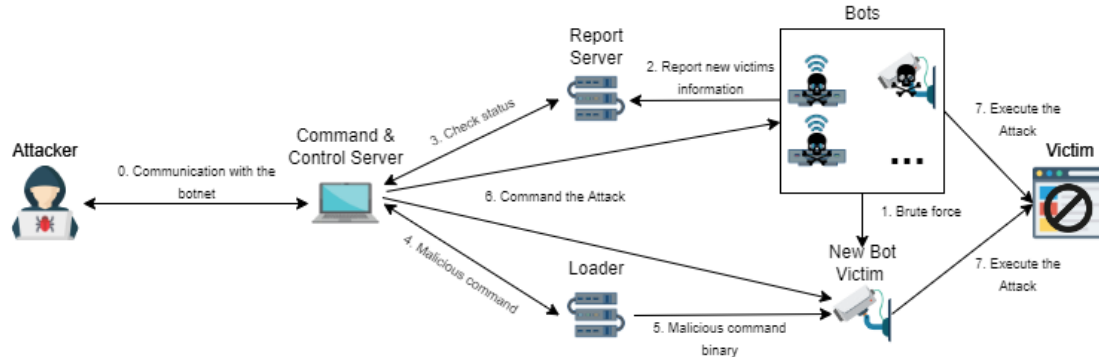 Bots
Report
Server
2. Report new victims
information
3. Check status
7. Execute the
Attack
Command &
Control Server
Attacker
Victim
0. Communication with the
botnet
6. Command the Attack
...
1. Brute force
4. Malicious command
Loader
New Bot
Victim
7. Execute the
Attack
5. Malicious command
binary